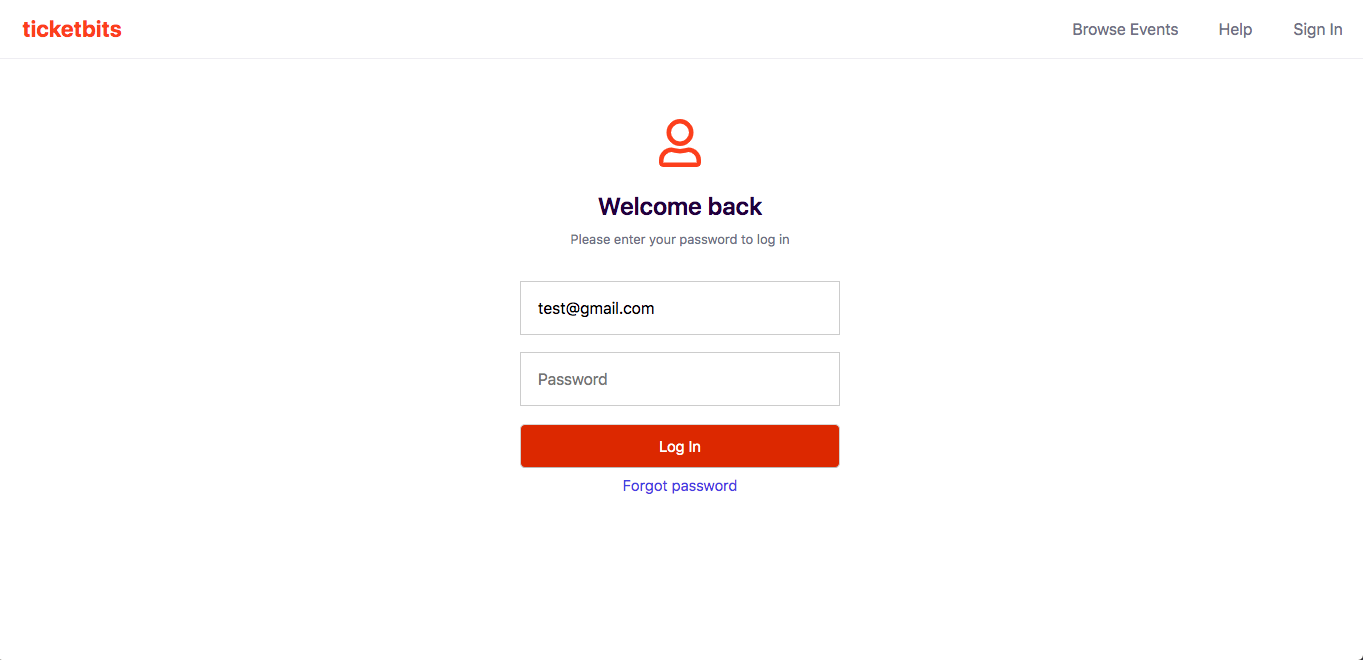 ticketbits
Browse Events
Help
Sign In
Welcome back
Please enter your password to log in
test@gmail.com
Password
Log In
Forgot password